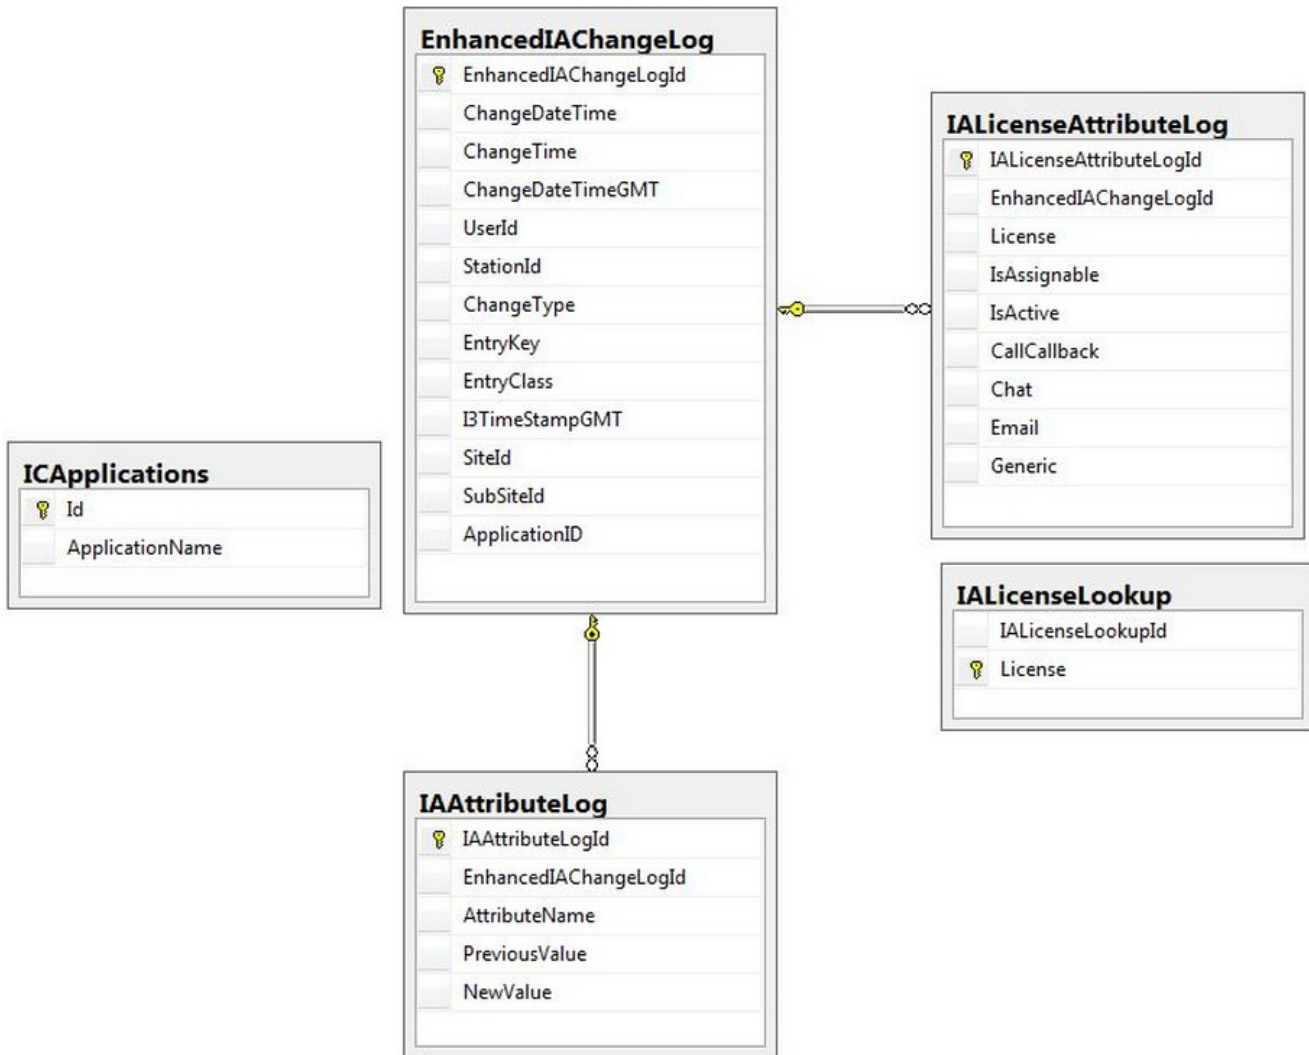 EnhancedIAChangeLog
EnhancedIAChangeLogId
ChangeDateTime
ChangeTime
ChangeDateTimeGMT
UserId
StationId
ChangeType
EntryKey
EntryClass
I3TimeStampGMT
SiteId
SubSiteId
ApplicationID
IALicenseAttributeLog
IALicenseAttributeLogId
EnhancedIAChangeLogId
License
IsAssignable
IsActive
CallCallback
Chat
Email
Generic
ICApplications
Id
ApplicationName
IALicenseLookup
IALicenseLookupId
License
IAAttributeLog
IAAttributeLogId
EnhancedIAChangeLogId
AttributeName
PreviousValue
NewValue